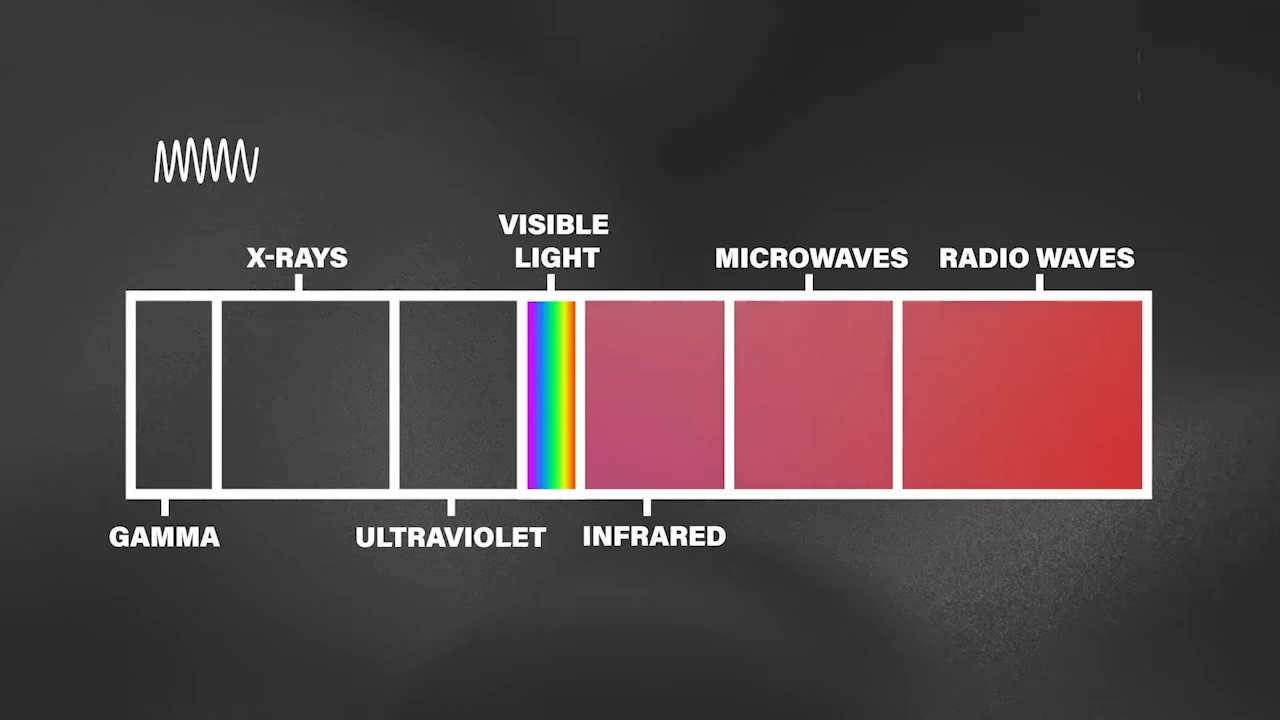 VISIBLE
LIGHT
X-RAYS
MICROWAVES
RADIO WAVES
GAMMA
ULTRAVIOLET
INFRARED